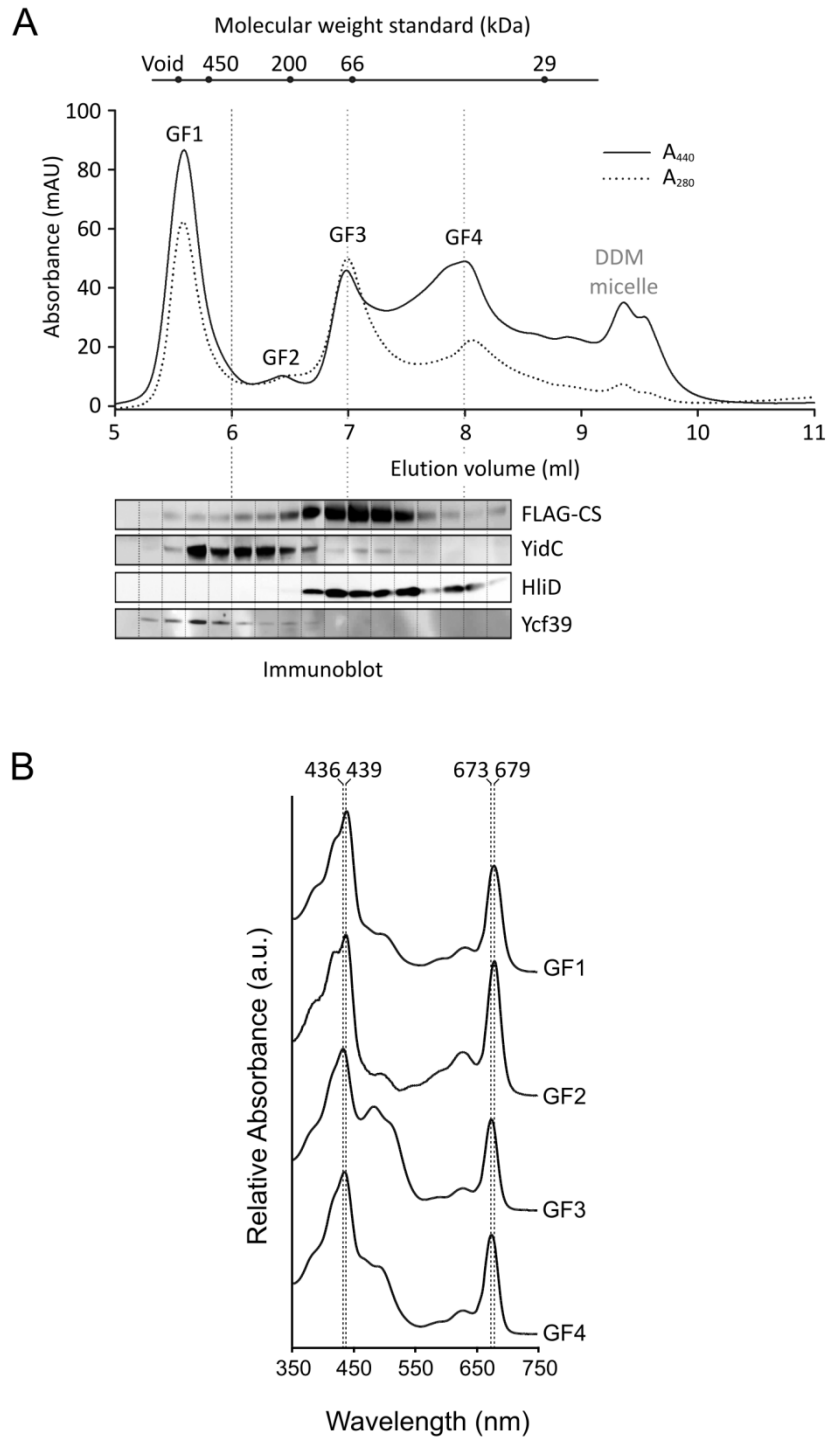 A
Molecular weight standard (kDa)
Void 450 200 66 29
100
80
60
40
20
0
Absorbance (mAU)
GF1
GF2
GF3
GF4
DDM
micelle
A₄₄₀
A₂₈₀
5 6 7 8 9 10 11
Elution volume (ml)
FLAG-CS
YidC
HliD
Ycf39
Immunoblot
B
436 439 673 679
Relative Absorbance (a.u.)
GF1
GF2
GF3
GF4
350 450 550 650 750
Wavelength (nm)